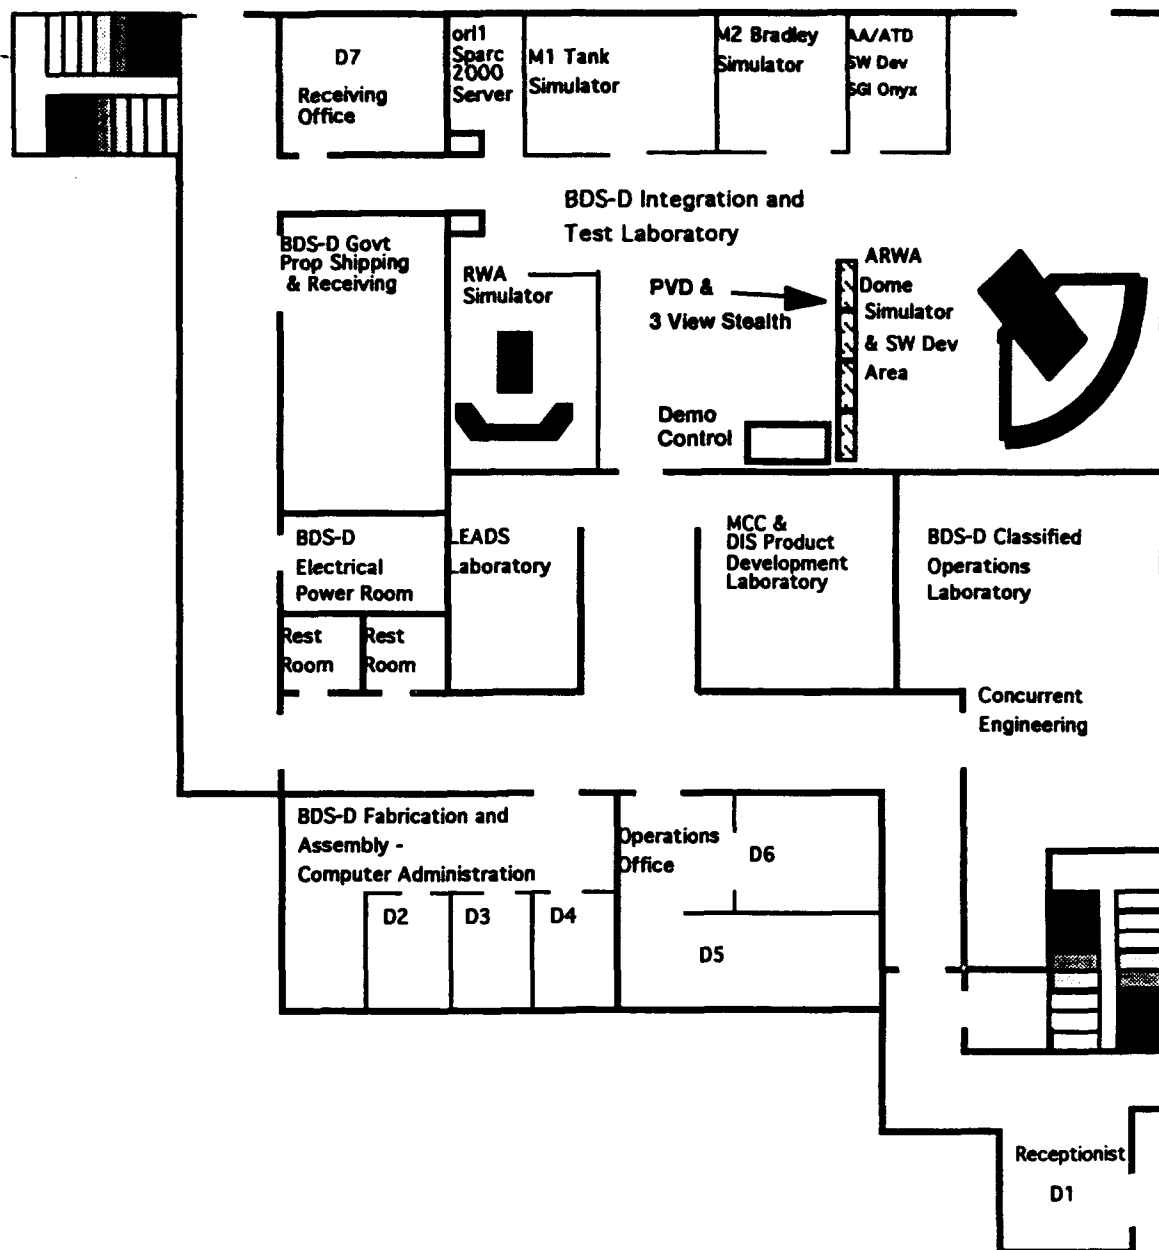 D7
Receiving
Office
orl1
Sparc
2000
Server
M1 Tank
Simulator
M2 Bradley
Simulator
AA/ATD
SW Dev
SGI Onyx
BDS-D Integration and
Test Laboratory
BDS-D Govt
Prop Shipping
& Receiving
RWA
Simulator
PVD &
3 View Stealth
ARWA
Dome
Simulator
& SW Dev
Area
Demo
Control
BDS-D
Electrical
Power Room
LEADS
Laboratory
MCC &
DIS Product
Development
Laboratory
BDS-D Classified
Operations
Laboratory
Rest
Room
Rest
Room
Concurrent
Engineering
BDS-D Fabrication and
Assembly -
Computer Administration
Operations
Office
D6
D2
D3
D4
D5
Receptionist
D1